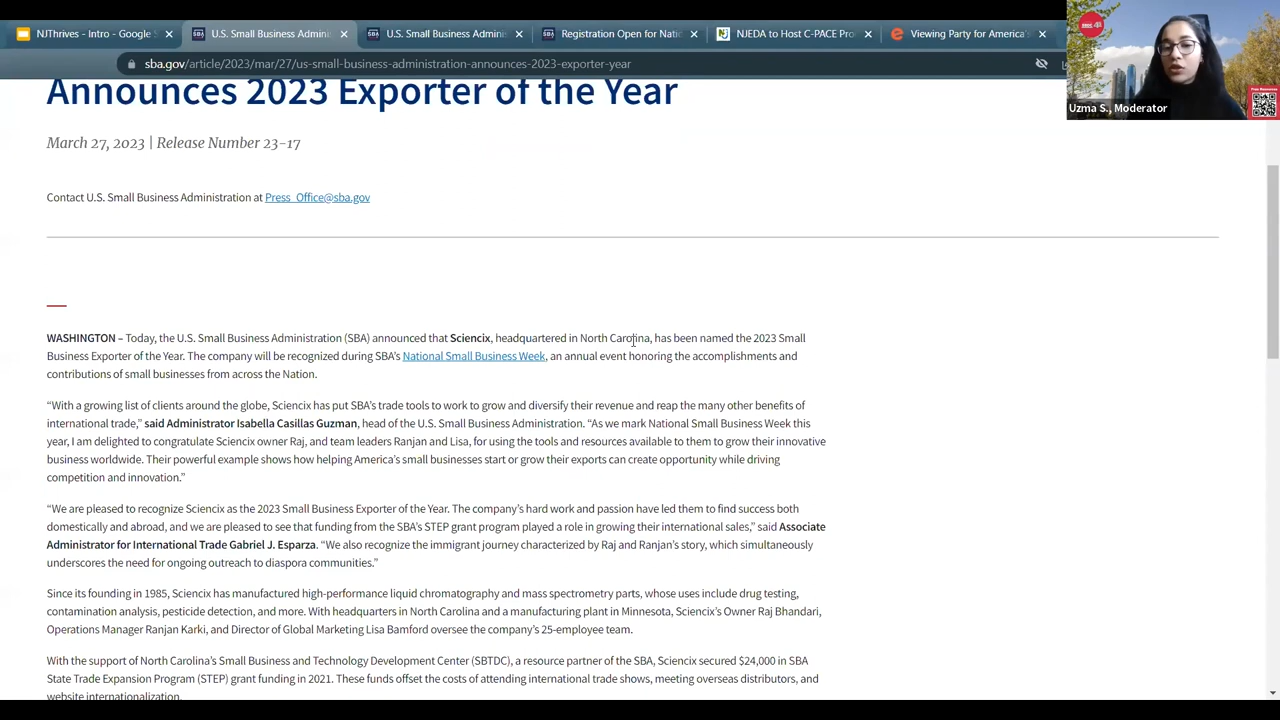 NJThrives - Intro - Google S
U.S. Small Business Adminis
U.S. Small Business Adminis
Registration Open for Natio
NJEDA to Host C-PACE Pro
Viewing Party for America's
sba.gov/article/2023/mar/27/us-small-business-administration-announces-2023-exporter-year
Uzma S., Moderator
Announces 2023 Exporter of the Year
March 27, 2023 | Release Number 23-17
Contact U.S. Small Business Administration at Press_Office@sba.gov
WASHINGTON – Today, the U.S. Small Business Administration (SBA) announced that Sciencix, headquartered in North Carolina, has been named the 2023 Small
Business Exporter of the Year. The company will be recognized during SBA's National Small Business Week, an annual event honoring the accomplishments and
contributions of small businesses from across the Nation.
“With a growing list of clients around the globe, Sciencix has put SBA's trade tools to work to grow and diversify their revenue and reap the many other benefits of
international trade,” said Administrator Isabella Casillas Guzman, head of the U.S. Small Business Administration. “As we mark National Small Business Week this
year, I am delighted to congratulate Sciencix owner Raj, and team leaders Ranjan and Lisa, for using the tools and resources available to them to grow their innovative
business worldwide. Their powerful example shows how helping America's small businesses start or grow their exports can create opportunity while driving
competition and innovation.”
“We are pleased to recognize Sciencix as the 2023 Small Business Exporter of the Year. The company's hard work and passion have led them to find success both
domestically and abroad, and we are pleased to see that funding from the SBA's STEP grant program played a role in growing their international sales,” said Associate
Administrator for International Trade Gabriel J. Esparza. “We also recognize the immigrant journey characterized by Raj and Ranjan's story, which simultaneously
underscores the need for ongoing outreach to diaspora communities.”
Since its founding in 1985, Sciencix has manufactured high-performance liquid chromatography and mass spectrometry parts, whose uses include drug testing,
contamination analysis, pesticide detection, and more. With headquarters in North Carolina and a manufacturing plant in Minnesota, Sciencix's Owner Raj Bhandari,
Operations Manager Ranjan Karki, and Director of Global Marketing Lisa Bamford oversee the company's 25-employee team.
With the support of North Carolina's Small Business and Technology Development Center (SBTDC), a resource partner of the SBA, Sciencix secured $24,000 in SBA
State Trade Expansion Program (STEP) grant funding in 2021. These funds offset the costs of attending international trade shows, meeting overseas distributors, and
website internationalization.